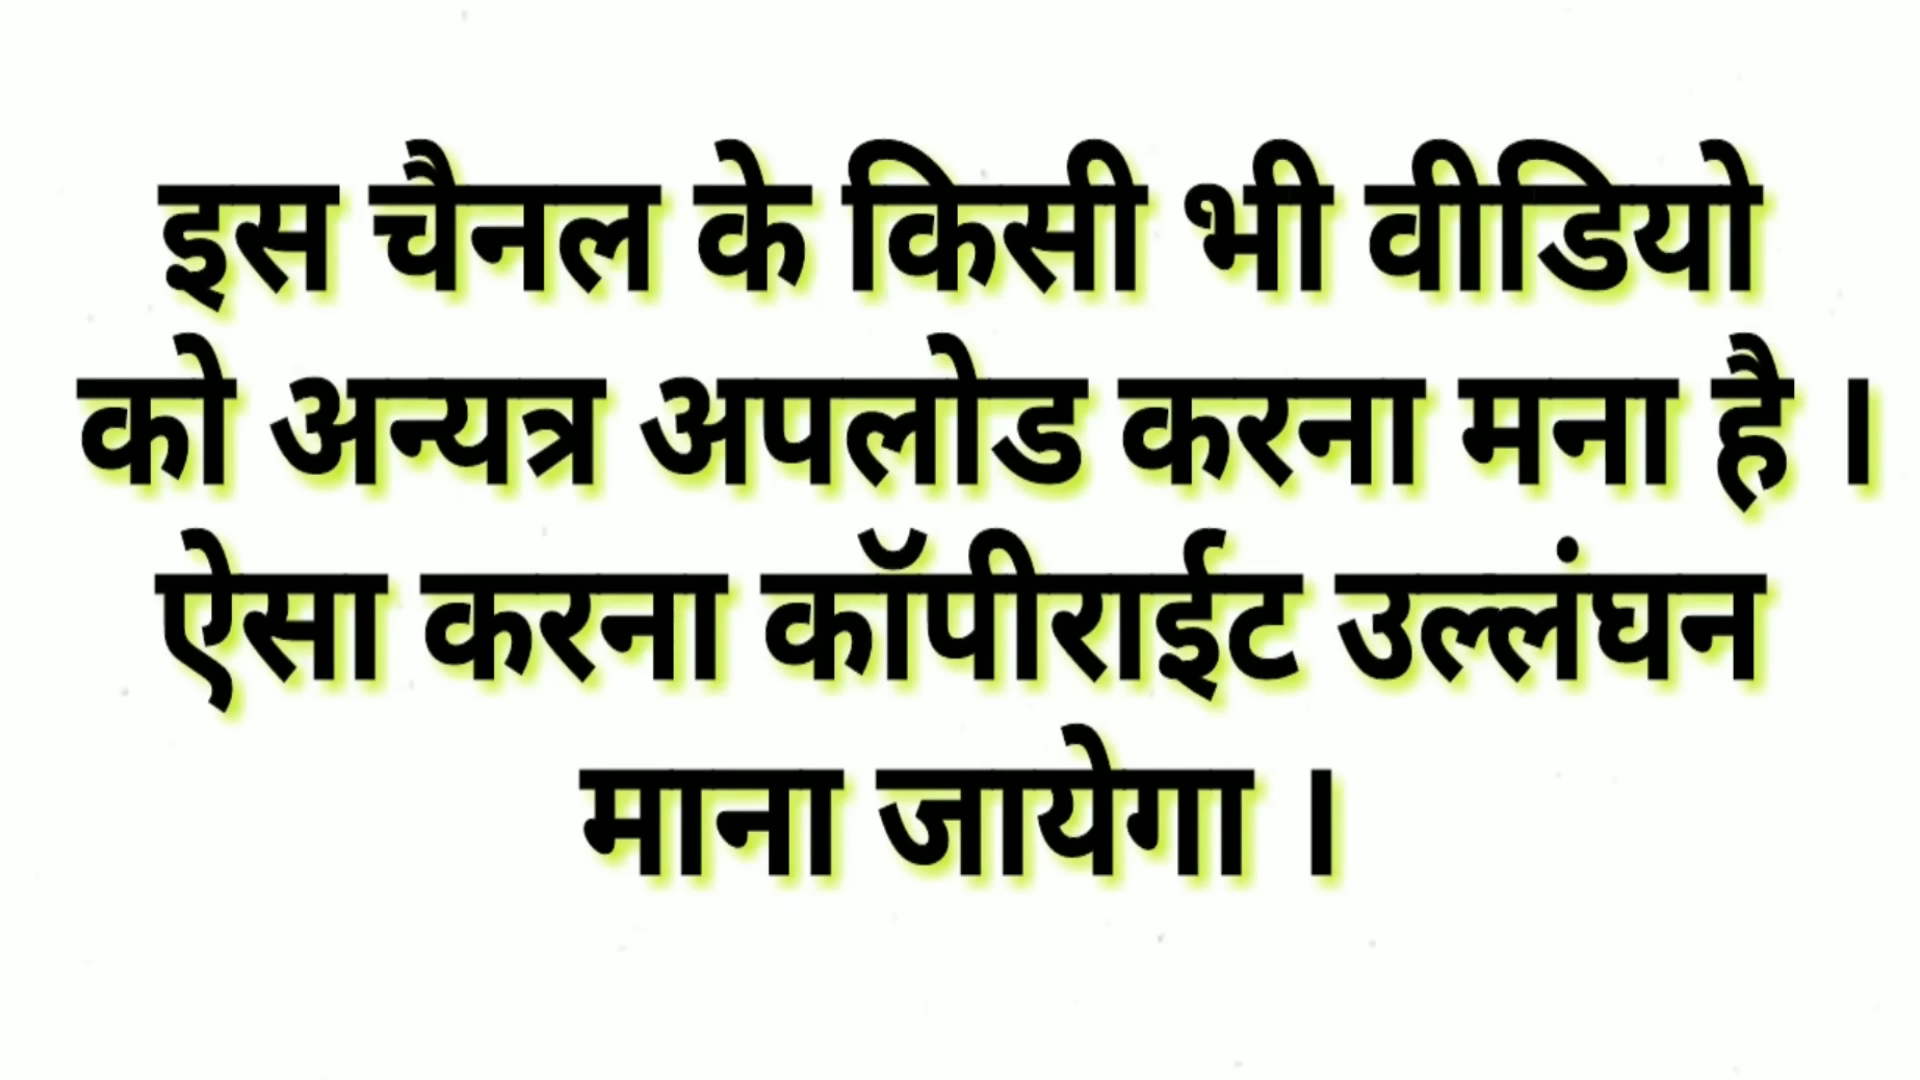 इस चैनल के किसी भी वीडियो
को अन्यत्र अपलोड करना मना है ।
ऐसा करना कॉपीराईट उल्लंघन
माना जायेगा ।